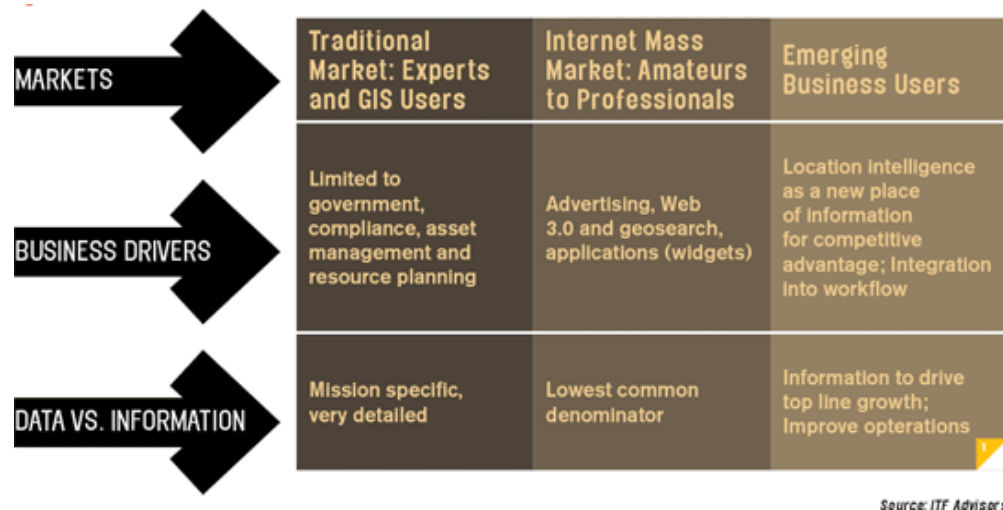 MARKETS
Traditional
Market: Experts
and GIS Users
Internet Mass
Market: Amateurs
to Professionals
Emerging
Business Users
BUSINESS DRIVERS
Limited to
government,
compliance, asset
management and
resource planning
Advertising, Web
3.0 and geosearch,
applications (widgets)
Location intelligence
as a new place
of information
for competitive
advantage; Integration
into workflow
DATA VS. INFORMATION
Mission specific,
very detailed
Lowest common
denominator
Information to drive
top line growth;
Improve opterations
1
Source: ITF Advisors